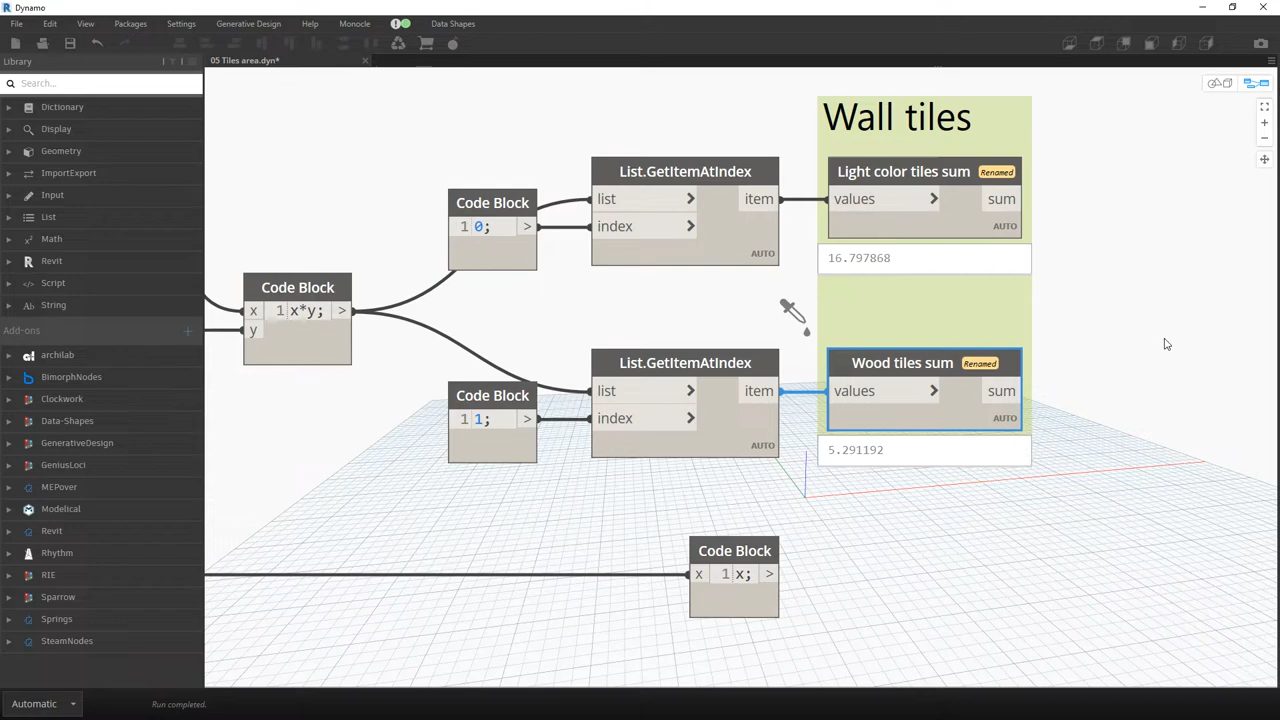 Dynamo
File Edit View Packages Settings Generative Design Help Monocle Data Shapes
Library
Search...
Dictionary
Display
Geometry
ImportExport
Input
List
Math
Revit
Script
String
Add-ons
archilab
BimorphNodes
Clockwork
Data-Shapes
GenerativeDesign
GeniusLoci
MEPover
Modelical
Revit
Rhythm
RIE
Sparrow
Springs
SteamNodes
Automatic
Run completed.
05 Tiles area.dyn*
Code Block
x 1 x*y; >
y
Code Block
1 0; >
List.GetItemAtIndex
list > item
index >
AUTO
Wall tiles
Light color tiles sum Renamed
values > sum
AUTO
16.797868
Code Block
1 1; >
List.GetItemAtIndex
list > item
index >
AUTO
Wood tiles sum Renamed
values > sum
AUTO
5.291192
Code Block
x 1 x; >